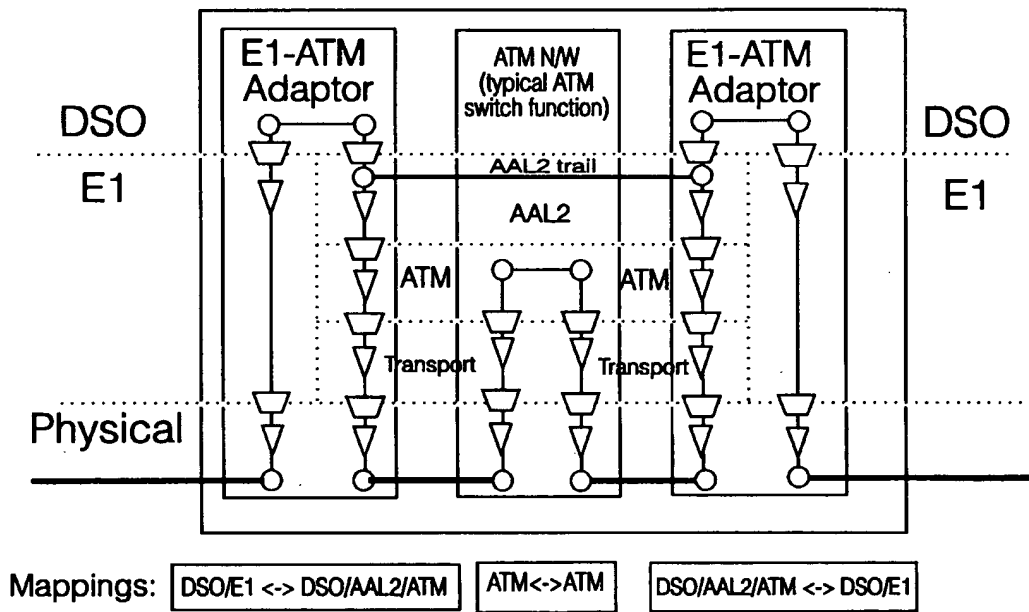 E1-ATM
Adaptor
ATM N/W
(typical ATM
switch function)
E1-ATM
Adaptor
DSO
DSO
E1
AAL2 trail
E1
AAL2
ATM
ATM
Transport
Transport
Physical
Mappings:
DSO/E1 <-> DSO/AAL2/ATM
ATM<->ATM
DSO/AAL2/ATM <-> DSO/E1